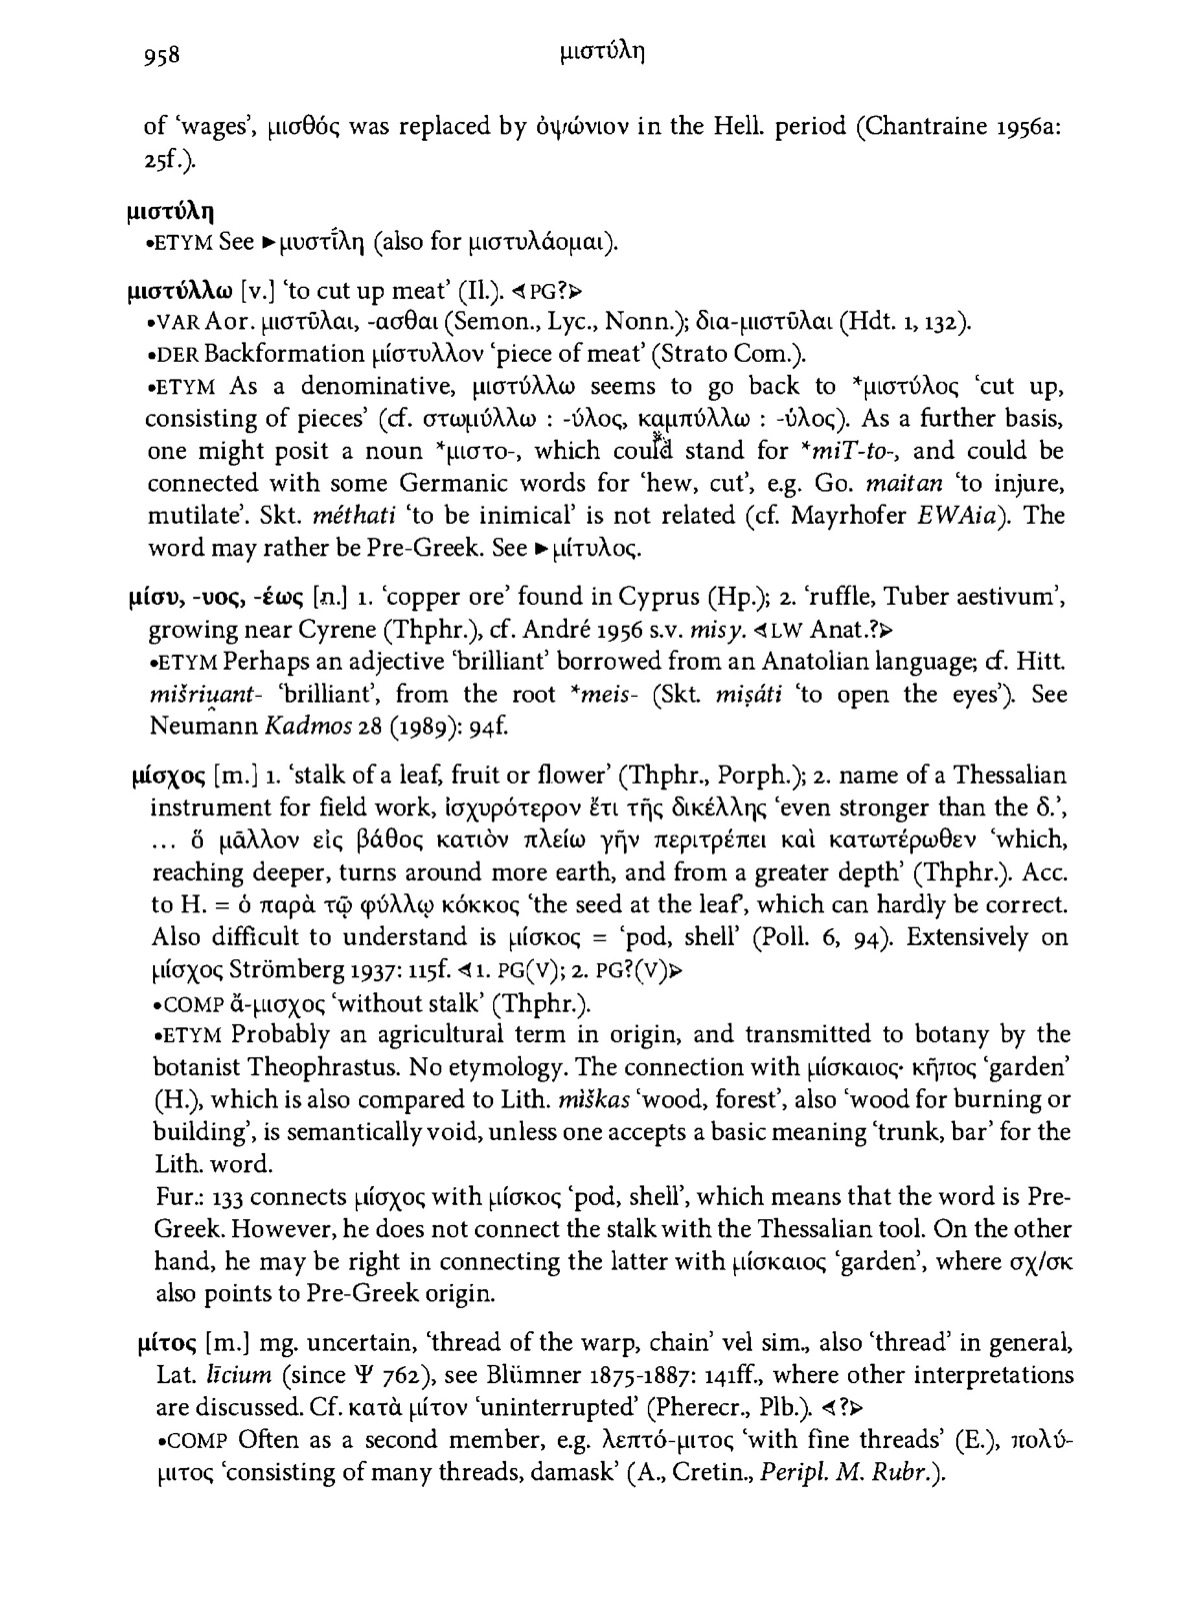 958
μιστύλη
of ‘wages’, μισθός was replaced by ὀψώνιον in the Hell. period (Chantraine 1956a:
25f.).
μιστύλη
•ETYM See ►μυστῑ́λη (also for μιστυλάομαι).
μιστύλλω [v.] ‘to cut up meat’ (Il.). ⦉PG?⦊
•VAR Aor. μιστῦλαι, -ασθαι (Semon., Lyc., Nonn.); δια-μιστῦλαι (Hdt. 1, 132).
•DER Backformation μίστυλλον ‘piece of meat’ (Strato Com.).
•ETYM As a denominative, μιστύλλω seems to go back to *μιστύλος ‘cut up,
consisting of pieces’ (cf. στωμύλλω : -ύλος, καμπύλλω : -ύλος). As a further basis,
one might posit a noun *μιστο-, which could stand for *miT-to-, and could be
connected with some Germanic words for ‘hew, cut’, e.g. Go. maitan ‘to injure,
mutilate’. Skt. méthati ‘to be inimical’ is not related (cf. Mayrhofer EWAia). The
word may rather be Pre-Greek. See ►μίτυλος.
μίσυ, -υος, -έως [n.] 1. ‘copper ore’ found in Cyprus (Hp.); 2. ‘ruffle, Tuber aestivum’,
growing near Cyrene (Thphr.), cf. André 1956 s.v. misy. ⦉LW Anat.?⦊
•ETYM Perhaps an adjective ‘brilliant’ borrowed from an Anatolian language; cf. Hitt.
mišriu̯ant- ‘brilliant’, from the root *meis- (Skt. miṣáti ‘to open the eyes’). See
Neumann Kadmos 28 (1989): 94f.
μίσχος [m.] 1. ‘stalk of a leaf, fruit or flower’ (Thphr., Porph.); 2. name of a Thessalian
instrument for field work, ἰσχυρότερον ἔτι τῆς δικέλλης ‘even stronger than the δ.’,
... ὅ μᾶλλον εἰς βάθος κατιὸν πλείω γῆν περιτρέπει καὶ κατωτέρωθεν ‘which,
reaching deeper, turns around more earth, and from a greater depth’ (Thphr.). Acc.
to H. = ὁ παρὰ τῷ φύλλῳ κόκκος ‘the seed at the leaf’, which can hardly be correct.
Also difficult to understand is μίσκος = ‘pod, shell’ (Poll. 6, 94). Extensively on
μίσχος Strömberg 1937: 115f. ⦉1. PG(V); 2. PG?(V)⦊
•COMP ἄ-μισχος ‘without stalk’ (Thphr.).
•ETYM Probably an agricultural term in origin, and transmitted to botany by the
botanist Theophrastus. No etymology. The connection with μίσκαιος· κῆπος ‘garden’
(H.), which is also compared to Lith. mìškas ‘wood, forest’, also ‘wood for burning or
building’, is semantically void, unless one accepts a basic meaning ‘trunk, bar’ for the
Lith. word.
Fur.: 133 connects μίσχος with μίσκος ‘pod, shell’, which means that the word is Pre-
Greek. However, he does not connect the stalk with the Thessalian tool. On the other
hand, he may be right in connecting the latter with μίσκαιος ‘garden’, where σχ/σκ
also points to Pre-Greek origin.
μίτος [m.] mg. uncertain, ‘thread of the warp, chain’ vel sim., also ‘thread’ in general,
Lat. līcium (since Ψ 762), see Blümner 1875-1887: 141ff., where other interpretations
are discussed. Cf. κατὰ μίτον ‘uninterrupted’ (Pherecr., Plb.). ⦉?⦊
•COMP Often as a second member, e.g. λεπτό-μιτος ‘with fine threads’ (E.), πολύ-
μιτος ‘consisting of many threads, damask’ (A., Cretin., Peripl. M. Rubr.).